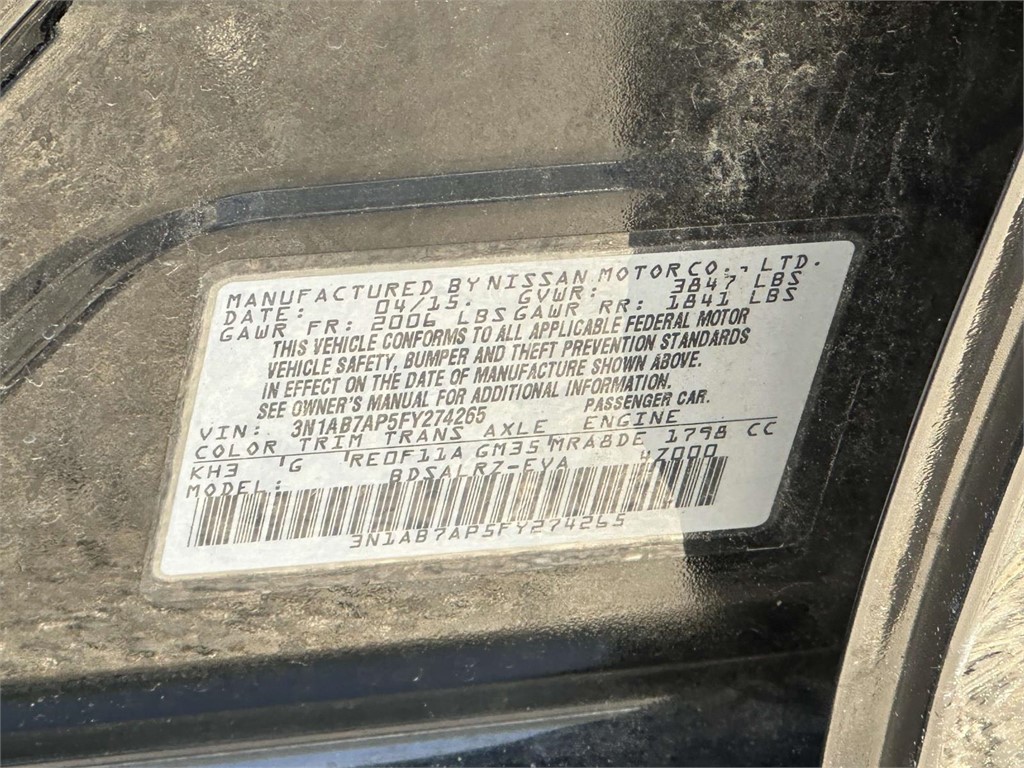 MANUFACTURED BY NISSAN MOTOR CO., LTD.
DATE: 04/15. GVWR: 3847 LBS
GAWR FR: 2006 LBS GAWR RR: 1841 LBS
THIS VEHICLE CONFORMS TO ALL APPLICABLE FEDERAL MOTOR
VEHICLE SAFETY, BUMPER AND THEFT PREVENTION STANDARDS
IN EFFECT ON THE DATE OF MANUFACTURE SHOWN ABOVE.
SEE OWNER'S MANUAL FOR ADDITIONAL INFORMATION.
VIN: 3N1AB7AP5FY274265 PASSENGER CAR.
COLOR TRIM TRANS AXLE ENGINE
KH3 G RE0F11A GM35 MRA8DE 1798 CC
MODEL: BDSALRZ-EVA 47000
3N1AB7AP5FY274265